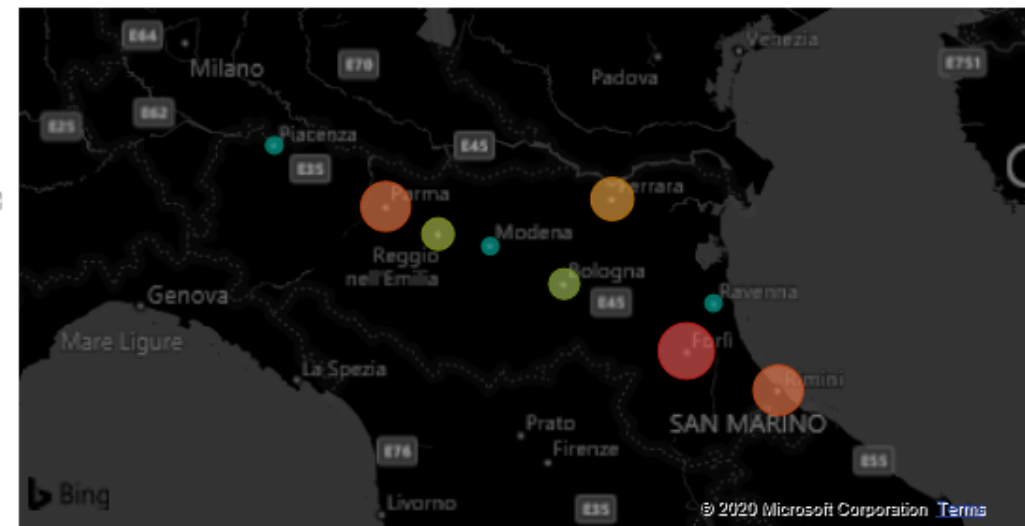 E64
Milano
E70
Venezia
Padova
E751
E25
E62
Piacenza
E35
E45
Parma
Ferrara
Reggio
nell'Emilia
Modena
Bologna
E45
Ravenna
Genova
Mare Ligure
Forlì
La Spezia
Rimini
SAN MARINO
Prato
Firenze
E76
E55
Bing
Livorno
E35
© 2020 Microsoft Corporation Terms